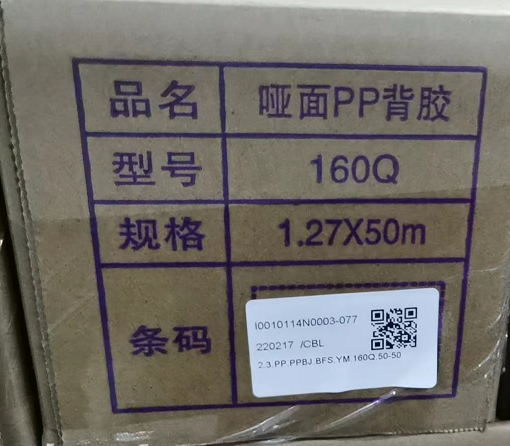 品名 哑面PP背胶
型号 160Q
规格 1.27X50m
条码
I0010114N0003-077
220217 /CBL
2.3.PP.PPBJ.BFS.YM.160Q.50-50